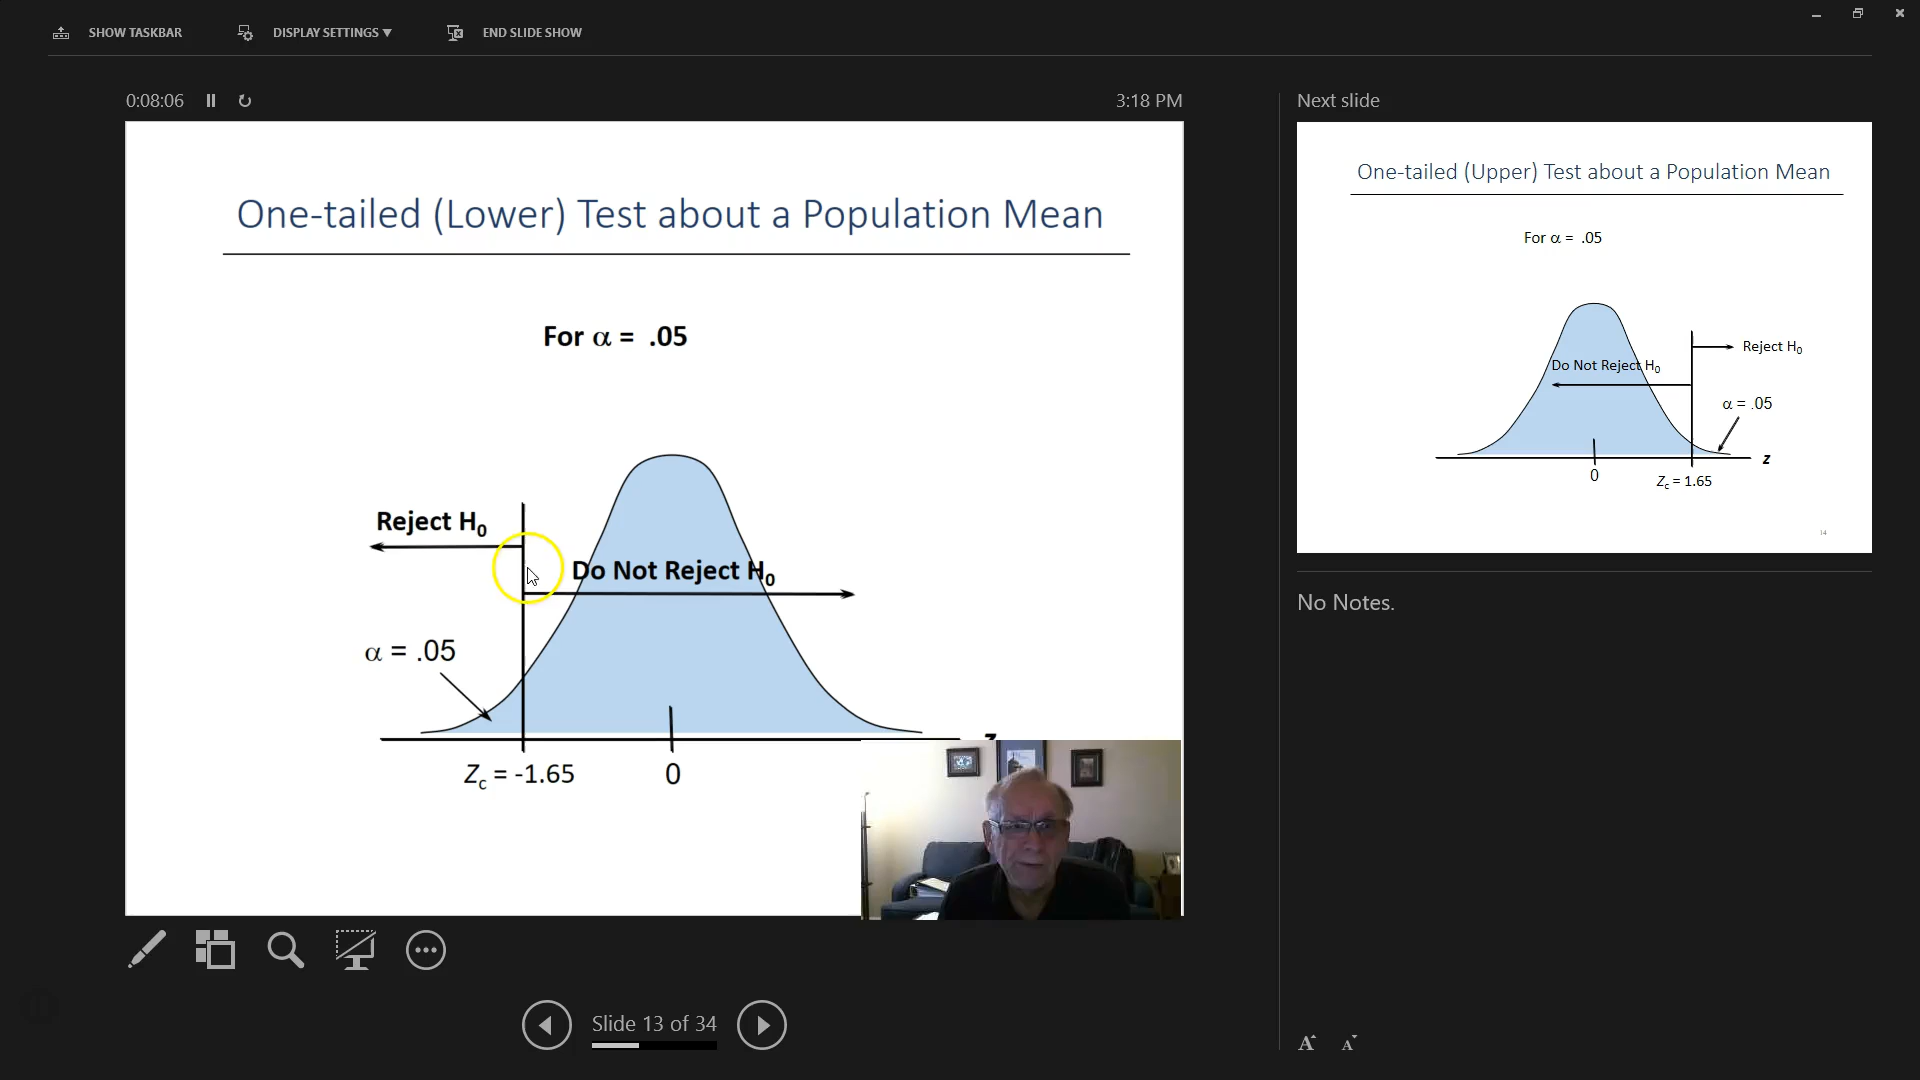 SHOW TASKBAR
DISPLAY SETTINGS ▼
END SLIDE SHOW
0:08:06
3:18 PM
One-tailed (Lower) Test about a Population Mean
For α = .05
Reject H0
Do Not Reject H0
α = .05
z
Zc = -1.65
0
Slide 13 of 34
Next slide
One-tailed (Upper) Test about a Population Mean
For α = .05
Reject H0
Do Not Reject H0
α = .05
z
0
Zc = 1.65
14
No Notes.
A A